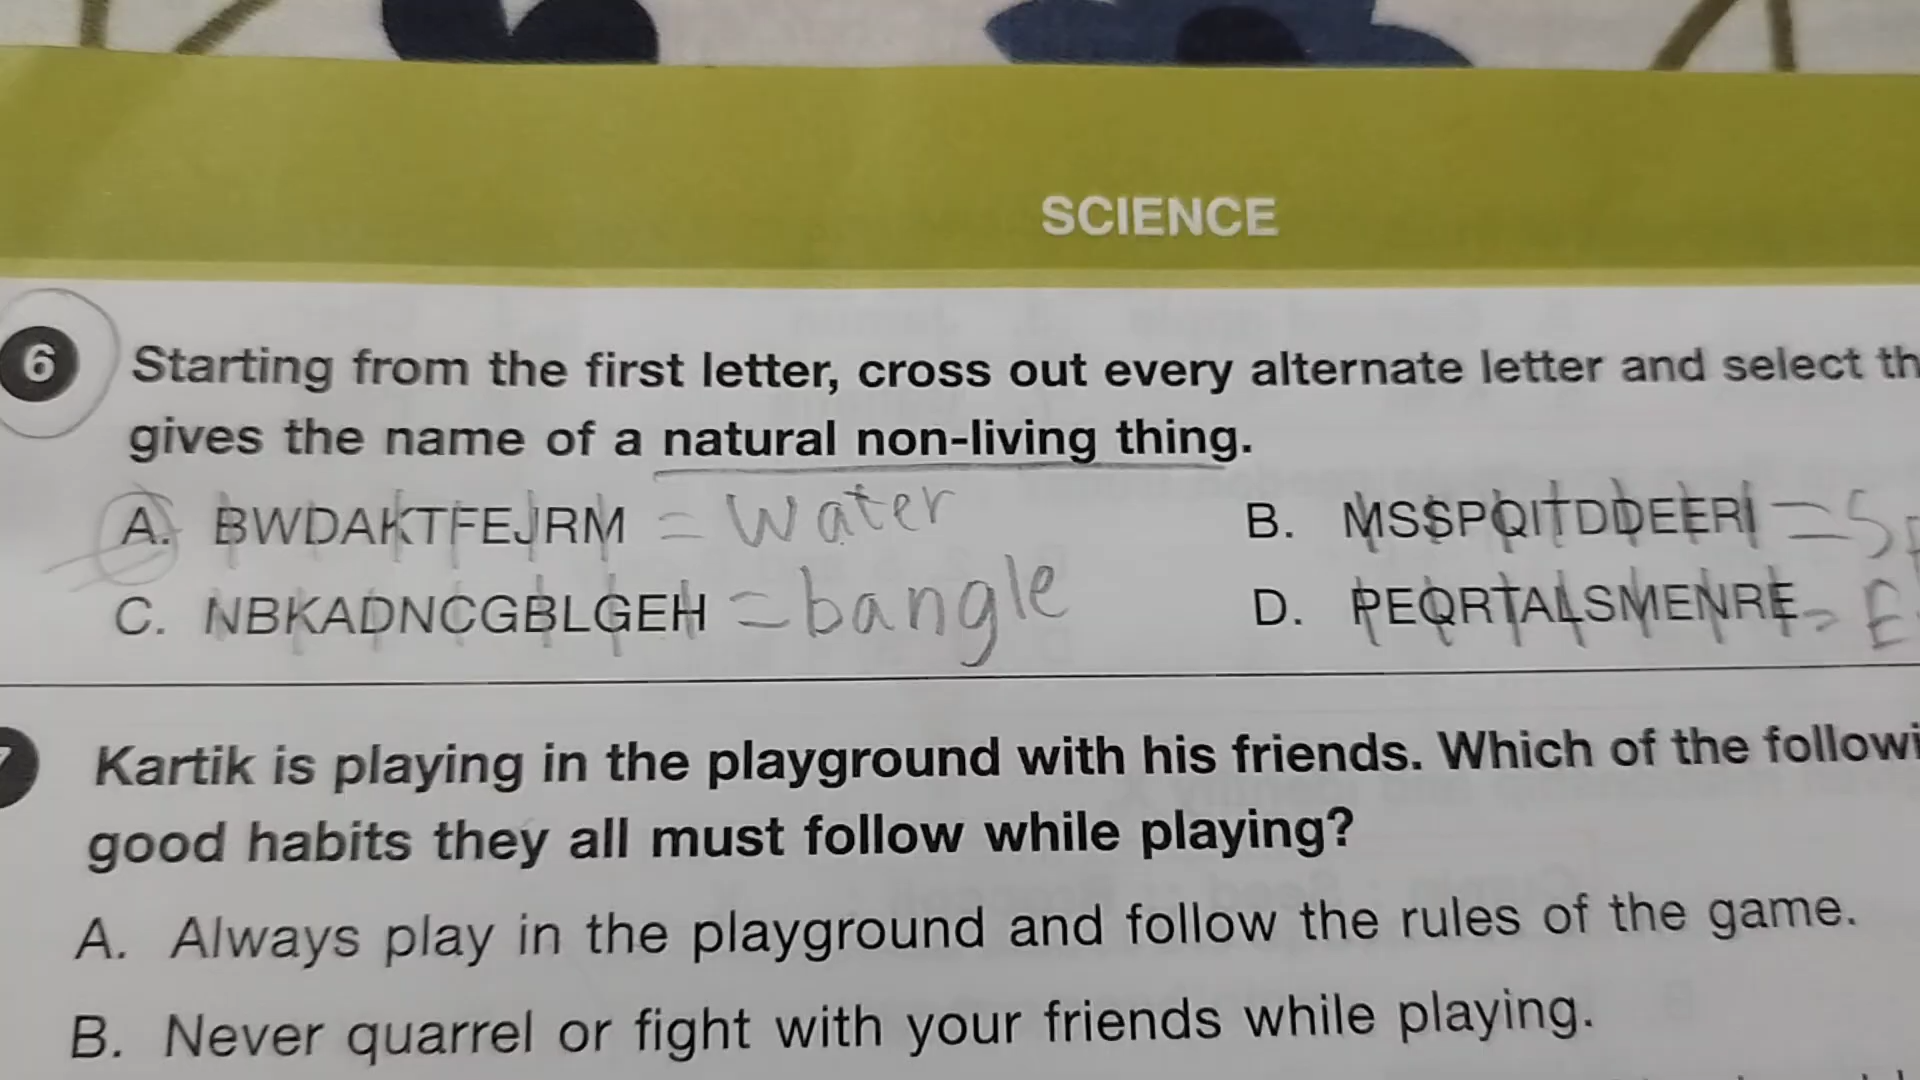 SCIENCE
6 Starting from the first letter, cross out every alternate letter and select th
gives the name of a natural non-living thing.
A. BWDAKTFEJRM = water B. MSSPQITDDEERI = Sp
C. NBKADNCGBLGEH = bangle D. PEQRTALSMENRE = E
7 Kartik is playing in the playground with his friends. Which of the followi
good habits they all must follow while playing?
A. Always play in the playground and follow the rules of the game.
B. Never quarrel or fight with your friends while playing.